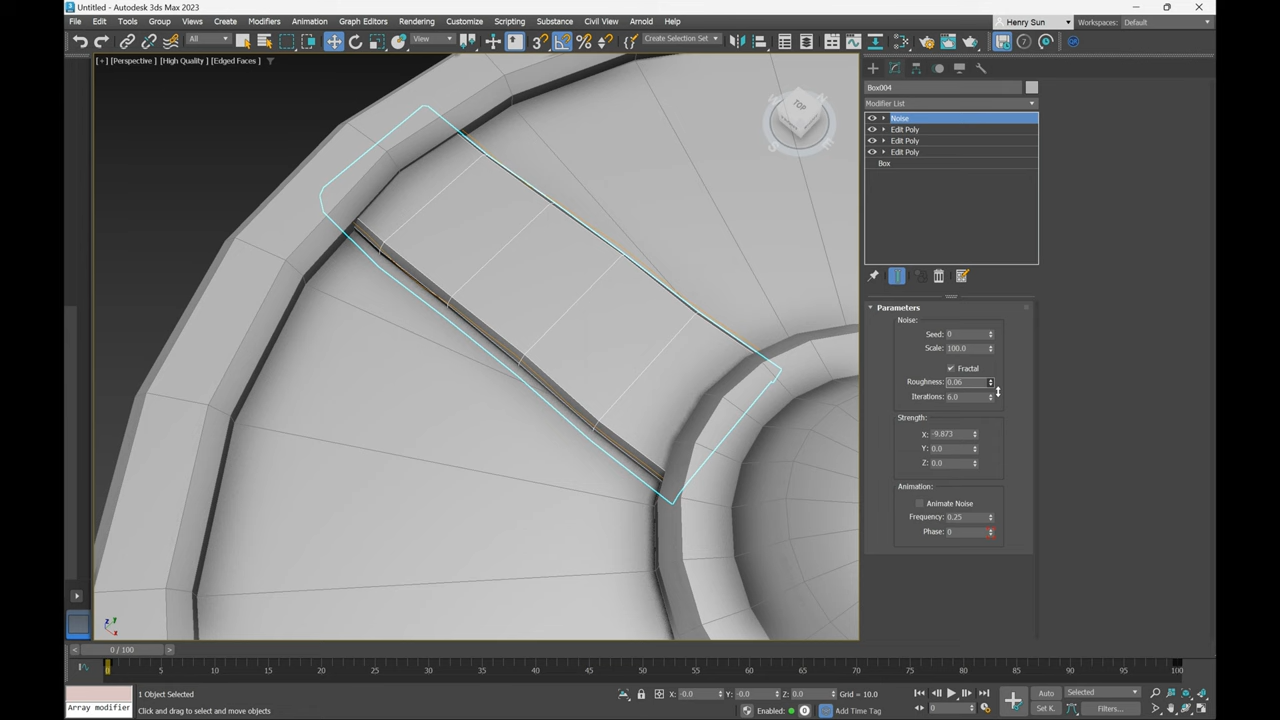 Untitled - Autodesk 3ds Max 2023
File Edit Tools Group Views Create Modifiers Animation Graph Editors Rendering Customize Scripting Substance Civil View Arnold Help
Henry Sun
Workspaces: Default
All
View
Create Selection Set
[+] [Perspective] [High Quality] [Edged Faces]
TOP
Box004
Modifier List
Noise
Edit Poly
Edit Poly
Edit Poly
Box
Parameters
Noise:
Seed: 0
Scale: 100.0
Fractal
Roughness: 0.06
Iterations: 6.0
Strength:
X: -9.873
Y: 0.0
Z: 0.0
Animation:
Animate Noise
Frequency: 0.25
Phase: 0
z y
x
< 0 / 100 >
0 5 10 15 20 25 30 35 40 45 50 55 60 65 70 75 80 85 90 95 100
Array modifier
1 Object Selected
Click and drag to select and move objects
X: -0.0 Y: -0.0 Z: 0.0 Grid = 10.0
Enabled: 0 Add Time Tag
0
Auto
Set K.
Selected
Filters...